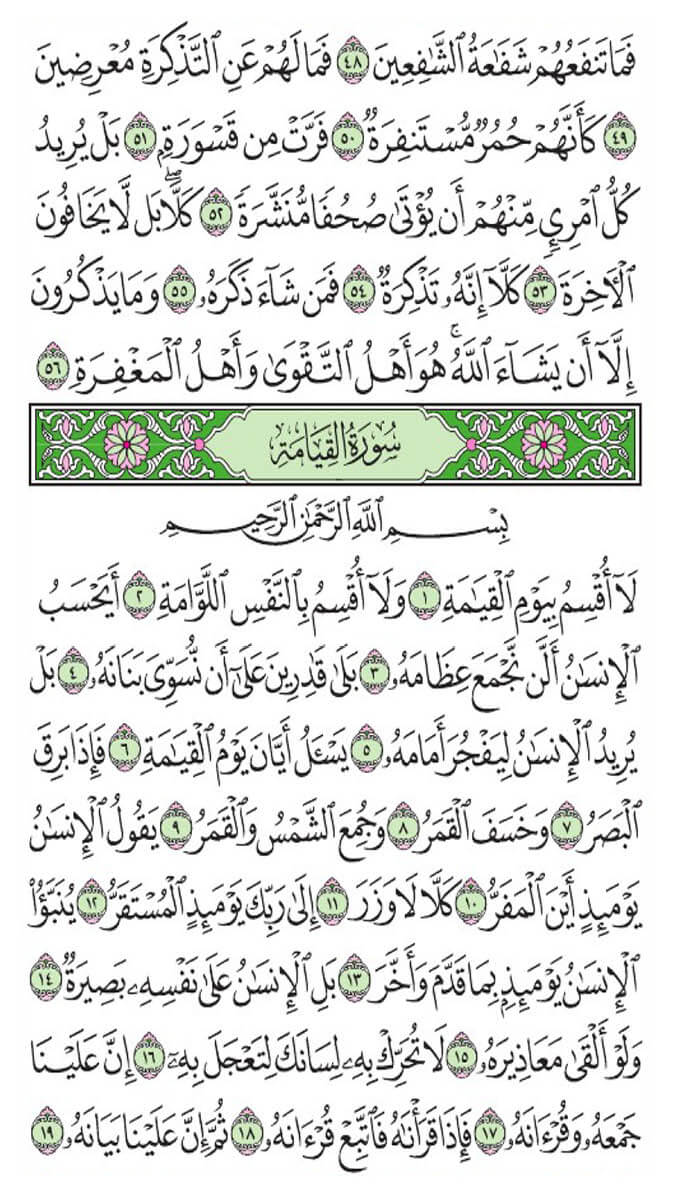 فَمَا تَنفَعُهُمْ شَفَٰعَةُ ٱلشَّٰفِعِينَ ٤٨ فَمَا لَهُمْ عَنِ ٱلتَّذْكِرَةِ مُعْرِضِينَ
٤٩ كَأَنَّهُمْ حُمُرٌ مُّسْتَنفِرَةٌ ٥٠ فَرَّتْ مِن قَسْوَرَةٍۭ ٥١ بَلْ يُرِيدُ
كُلُّ ٱمْرِئٍ مِّنْهُمْ أَن يُؤْتَىٰ صُحُفًا مُّنَشَّرَةً ٥٢ كَلَّاۖ بَل لَّا يَخَافُونَ
ٱلْأَخِرَةَ ٥٣ كَلَّآ إِنَّهُۥ تَذْكِرَةٌ ٥٤ فَمَن شَآءَ ذَكَرَهُۥ ٥٥ وَمَا يَذْكُرُونَ
إِلَّآ أَن يَشَآءَ ٱللَّهُۚ هُوَ أَهْلُ ٱلتَّقْوَىٰ وَأَهْلُ ٱلْمَغْفِرَةِ ٥٦
سُورَةُ القِيَامَةِ
بِسْمِ ٱللَّهِ ٱلرَّحْمَٰنِ ٱلرَّحِيمِ
لَآ أُقْسِمُ بِيَوْمِ ٱلْقِيَٰمَةِ ١ وَلَآ أُقْسِمُ بِٱلنَّفْسِ ٱللَّوَّامَةِ ٢ أَيَحْسَبُ
ٱلْإِنسَٰنُ أَلَّن نَّجْمَعَ عِظَامَهُۥ ٣ بَلَىٰ قَٰدِرِينَ عَلَىٰٓ أَن نُّسَوِّىَ بَنَانَهُۥ ٤ بَلْ
يُرِيدُ ٱلْإِنسَٰنُ لِيَفْجُرَ أَمَامَهُۥ ٥ يَسْـَٔلُ أَيَّانَ يَوْمُ ٱلْقِيَٰمَةِ ٦ فَإِذَا بَرِقَ
ٱلْبَصَرُ ٧ وَخَسَفَ ٱلْقَمَرُ ٨ وَجُمِعَ ٱلشَّمْسُ وَٱلْقَمَرُ ٩ يَقُولُ ٱلْإِنسَٰنُ
يَوْمَئِذٍ أَيْنَ ٱلْمَفَرُّ ١٠ كَلَّا لَا وَزَرَ ١١ إِلَىٰ رَبِّكَ يَوْمَئِذٍ ٱلْمُسْتَقَرُّ ١٢ يُنَبَّؤُا۟
ٱلْإِنسَٰنُ يَوْمَئِذٍۭ بِمَا قَدَّمَ وَأَخَّرَ ١٣ بَلِ ٱلْإِنسَٰنُ عَلَىٰ نَفْسِهِۦ بَصِيرَةٌ ١٤
وَلَوْ أَلْقَىٰ مَعَاذِيرَهُۥ ١٥ لَا تُحَرِّكْ بِهِۦ لِسَانَكَ لِتَعْجَلَ بِهِۦٓ ١٦ إِنَّ عَلَيْنَا
جَمْعَهُۥ وَقُرْءَانَهُۥ ١٧ فَإِذَا قَرَأْنَٰهُ فَٱتَّبِعْ قُرْءَانَهُۥ ١٨ ثُمَّ إِنَّ عَلَيْنَا بَيَانَهُۥ ١٩